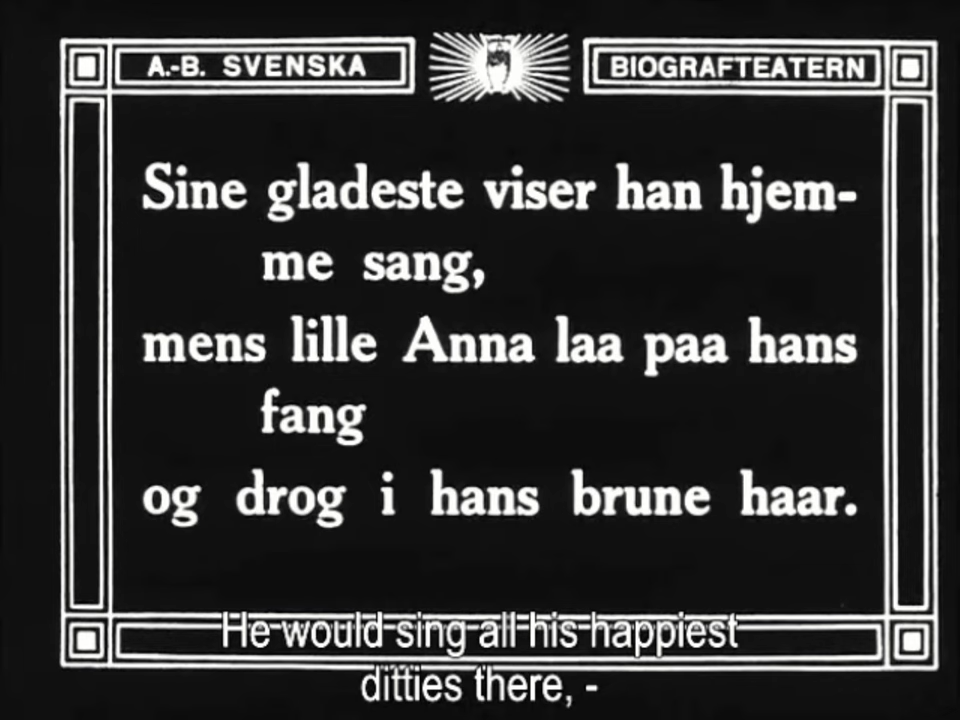 A.-B. SVENSKA BIOGRAFTEATERN
Sine gladeste viser han hjem-
me sang,
mens lille Anna laa paa hans
fang
og drog i hans brune haar.
He would sing all his happiest
ditties there, -